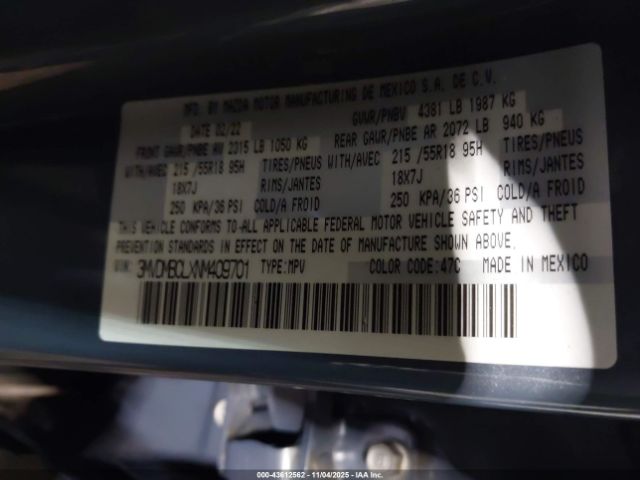 MFD. BY MAZDA MOTOR MANUFACTURING DE MEXICO S.A. DE C.V.
DATE 02/22 GVWR/PNBV 4381 LB 1987 KG
FRONT GAWR/PNBE AV 2315 LB 1050 KG REAR GAWR/PNBE AR 2072 LB 940 KG
WITH/AVEC 215 /55R18 95H TIRES/PNEUS WITH/AVEC 215 /55R18 95H TIRES/PNEUS
18X7J RIMS/JANTES 18X7J RIMS/JANTES
250 KPA/36 PSI COLD/A FROID 250 KPA/36 PSI COLD/A FROID
THIS VEHICLE CONFORMS TO ALL APPLICABLE FEDERAL MOTOR VEHICLE SAFETY AND THEFT
PREVENTION STANDARDS IN EFFECT ON THE DATE OF MANUFACTURE SHOWN ABOVE.
VIN: 3MVDMBCLXNM409701 TYPE:MPV COLOR CODE:47C MADE IN MEXICO
000-43612562 - 11/04/2025 - IAA Inc.